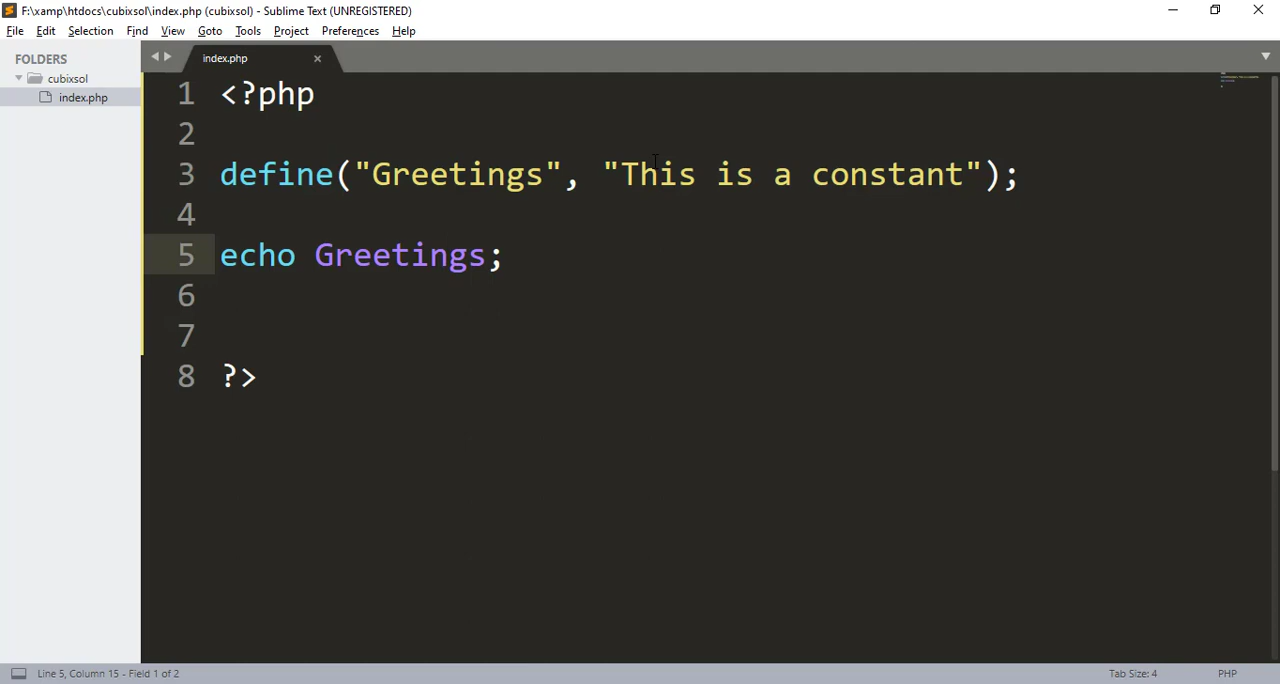 F:\xamp\htdocs\cubixsol\index.php (cubixsol) - Sublime Text (UNREGISTERED)
File Edit Selection Find View Goto Tools Project Preferences Help
FOLDERS
cubixsol
index.php
index.php
1 <?php
2
3 define("Greetings", "This is a constant");
4
5 echo Greetings;
6
7
8 ?>
Line 5, Column 15 - Field 1 of 2
Tab Size: 4
PHP